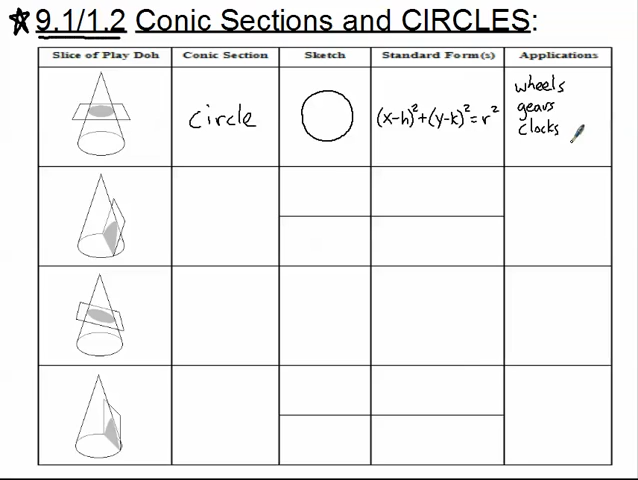 ☆ 9.1/1.2 Conic Sections and CIRCLES:
Slice of Play Doh Conic Section Sketch Standard Form(s) Applications
circle (x-h)²+(y-k)²=r² wheels
gears
clocks